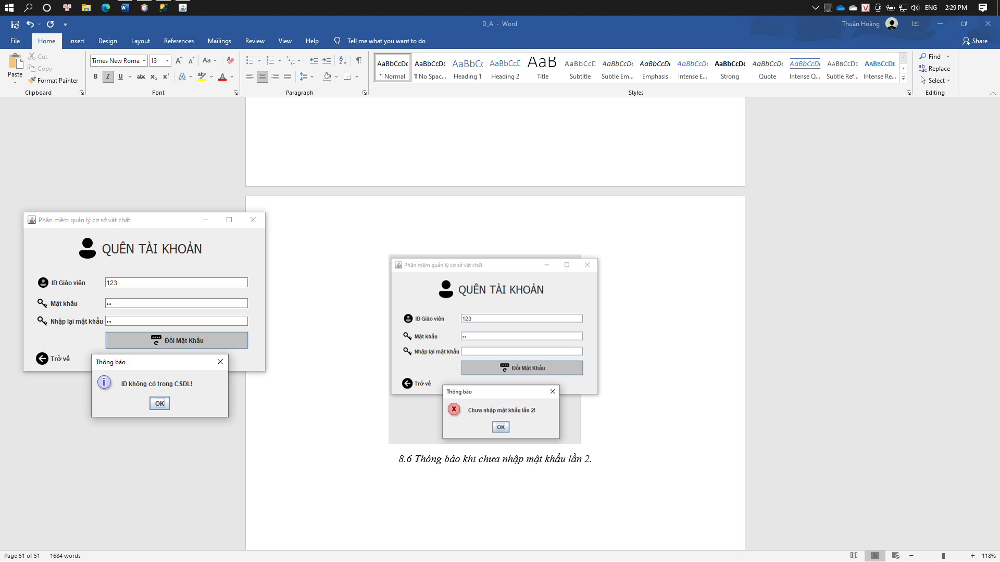 ENG 2:29 PM
D_A - Word
Thuận Hoàng
File Home Insert Design Layout References Mailings Review View Help Tell me what you want to do Share
Paste
Cut
Copy
Format Painter
Clipboard
Times New Roma 13
Font
Paragraph
AaBbCcDc AaBbCcDc AaBbCc AaBbCcD AaB AaBbCcD AaBbCcDc AaBbCcDc AaBbCcDc AaBbCcDc AaBbCcDc AaBbCcDc AaBbCcDc AaBbCcDc
¶ Normal ¶ No Spac... Heading 1 Heading 2 Title Subtitle Subtle Em... Emphasis Intense E... Strong Quote Intense Q... Subtle Ref... Intense Re...
Styles
Find
Replace
Select
Editing
Phần mềm quản lý cơ sở vật chất
QUÊN TÀI KHOẢN
ID Giáo viên 123
Mật khẩu
Nhập lại mật khẩu
Đổi Mật Khẩu
Trở về
Thông báo
ID không có trong CSDL!
OK
Phần mềm quản lý cơ sở vật chất
QUÊN TÀI KHOẢN
ID Giáo viên 123
Mật khẩu
Nhập lại mật khẩu
Đổi Mật Khẩu
Trở về
Thông báo
Chưa nhập mật khẩu lần 2!
OK
8.6 Thông báo khi chưa nhập mật khẩu lần 2.
Page 51 of 51 1684 words
118%